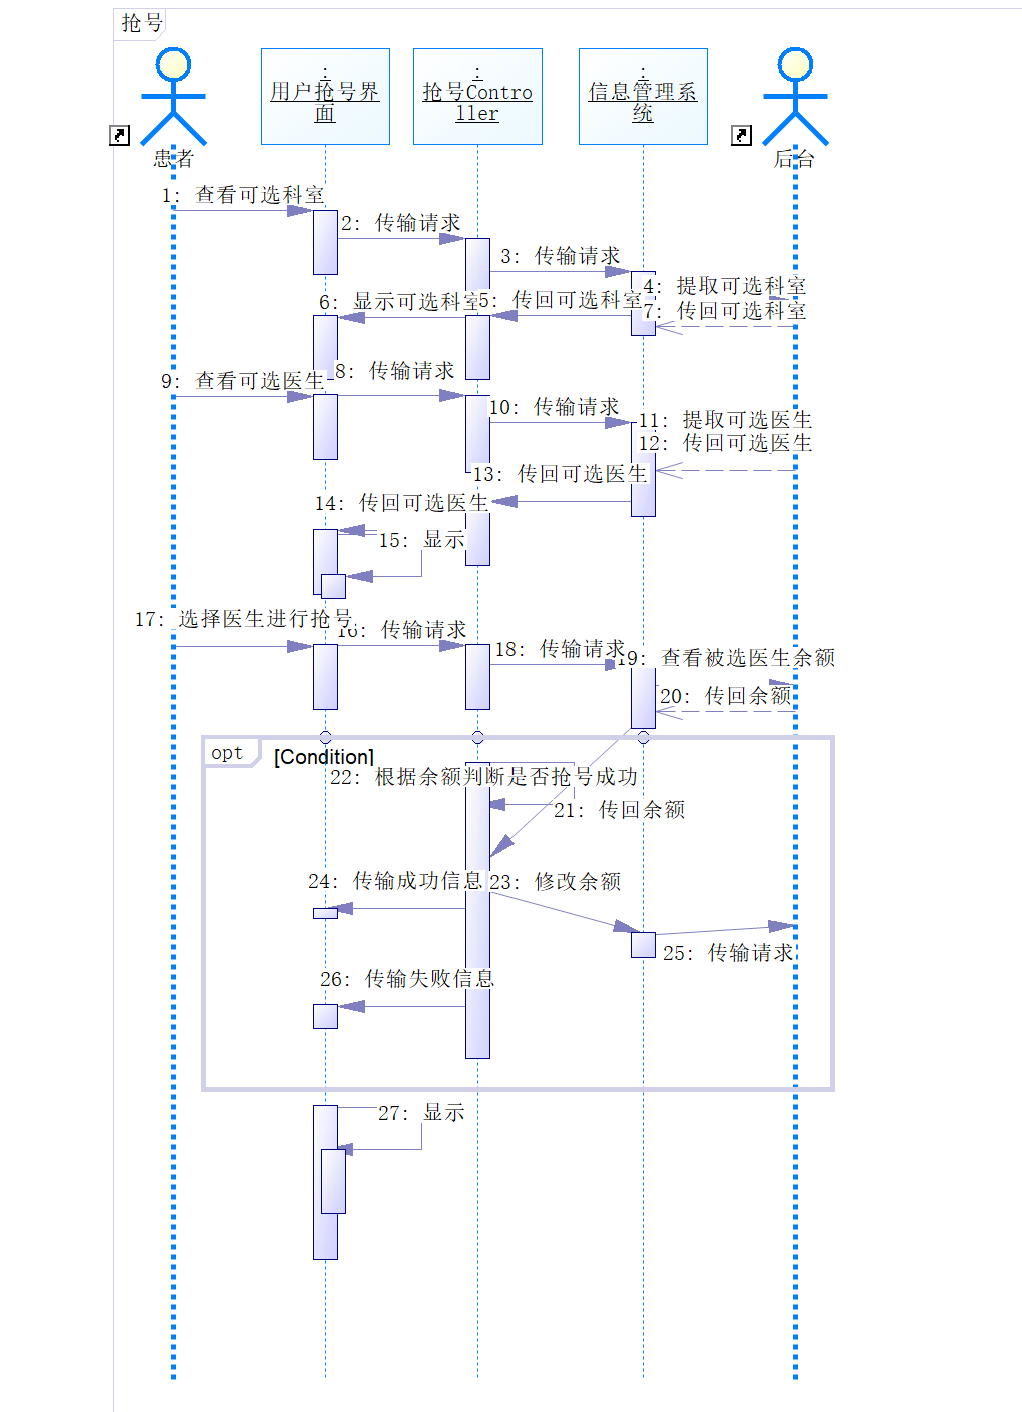 抢号
:
用户抢号界
面
:
抢号Contro
ller
:
信息管理系
统
患者
后台
1: 查看可选科室
2: 传输请求
3: 传输请求
4: 提取可选科室
6: 显示可选科室
5: 传回可选科室
7: 传回可选科室
9: 查看可选医生
8: 传输请求
10: 传输请求
11: 提取可选医生
12: 传回可选医生
13: 传回可选医生
14: 传回可选医生
15: 显示
17: 选择医生进行抢号
16: 传输请求
18: 传输请求
19: 查看被选医生余额
20: 传回余额
opt
[Condition]
22: 根据余额判断是否抢号成功
21: 传回余额
24: 传输成功信息
23: 修改余额
25: 传输请求
26: 传输失败信息
27: 显示